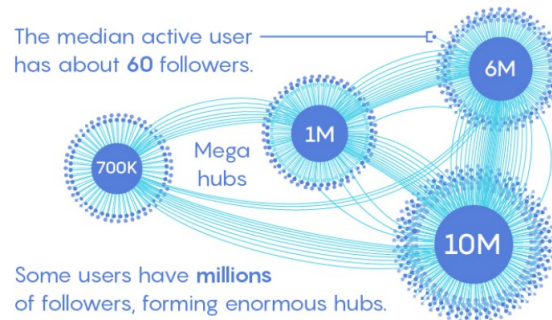 The median active user
has about 60 followers.
6M
1M
Mega
hubs
700K
10M
Some users have millions
of followers, forming enormous hubs.